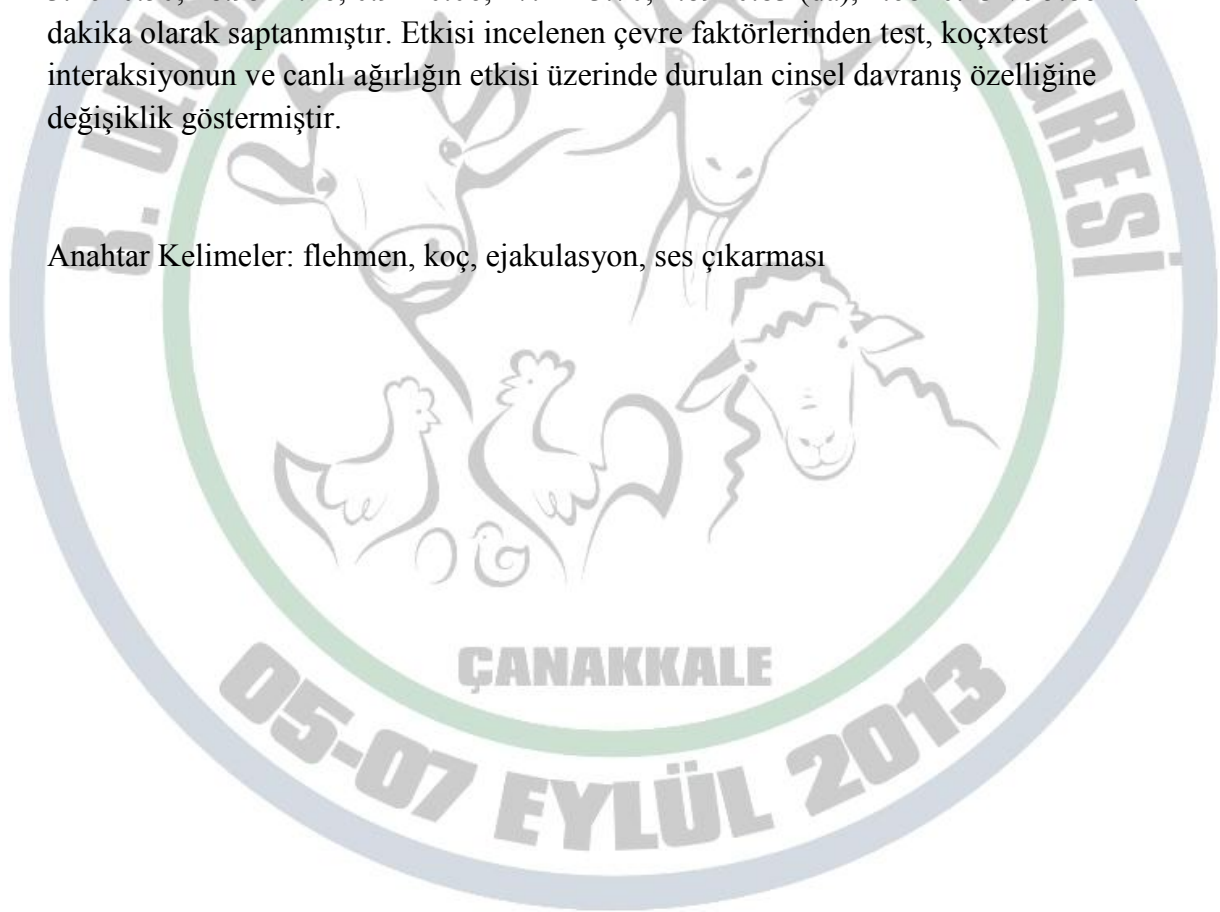 dakika olarak saptanmıştır. Etkisi incelenen çevre faktörlerinden test, koçxtest
interaksiyonun ve canlı ağırlığın etkisi üzerinde durulan cinsel davranış özelliğine
değişiklik göstermiştir.
Anahtar Kelimeler: flehmen, koç, ejakulasyon, ses çıkarması
8.
ÇANAKKALE
05-07 EYLÜL 2013